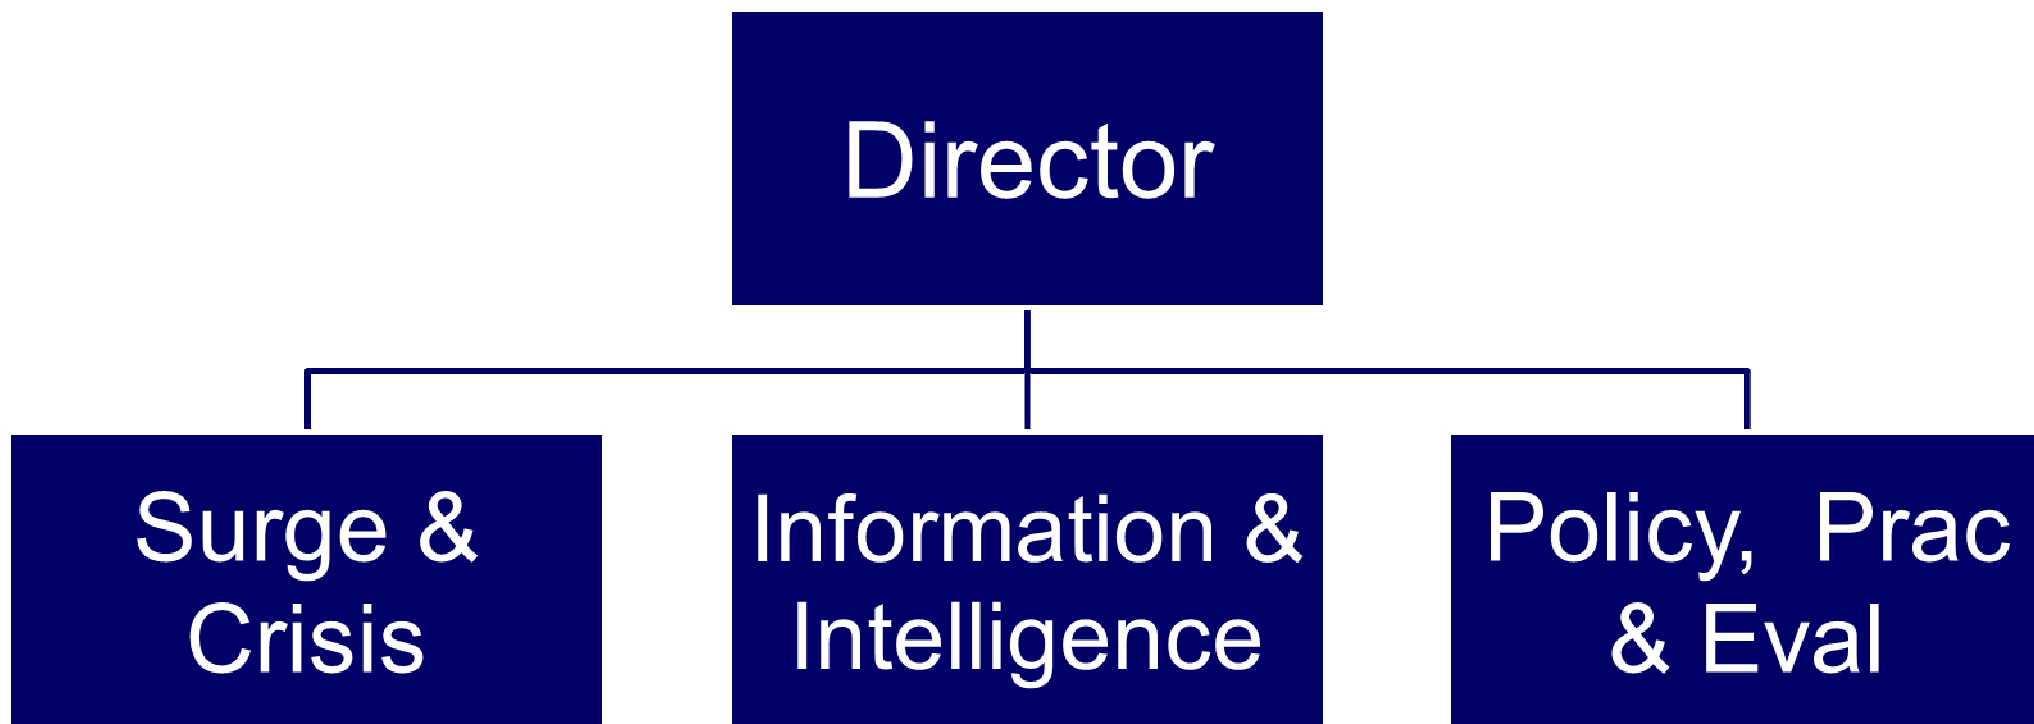 Director
Surge &
Crisis
Information &
Intelligence
Policy,  Prac
& Eval